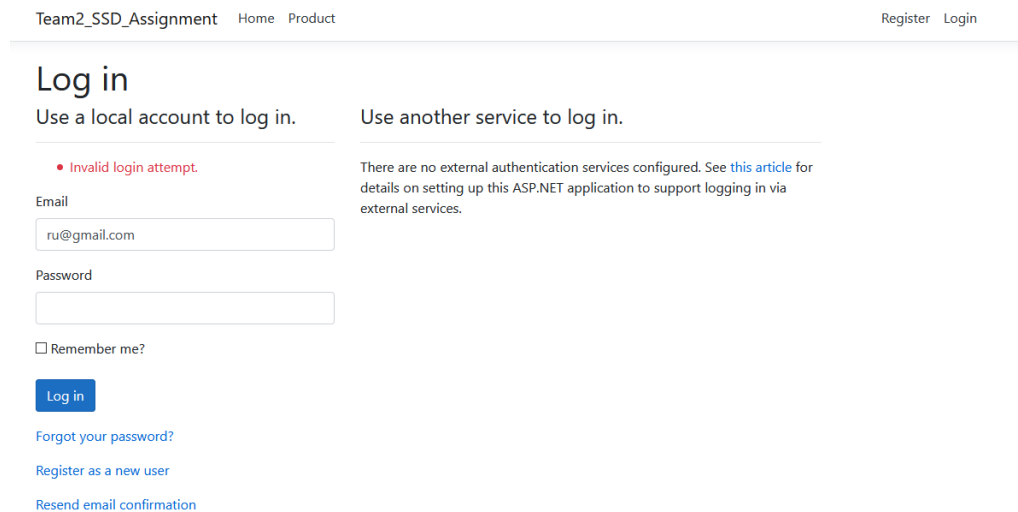 Team2_SSD_Assignment Home Product Register Login
Log in
Use a local account to log in.
Invalid login attempt.
Email
ru@gmail.com
Password
Remember me?
Log in
Forgot your password?
Register as a new user
Resend email confirmation
Use another service to log in.
There are no external authentication services configured. See this article for
details on setting up this ASP.NET application to support logging in via
external services.